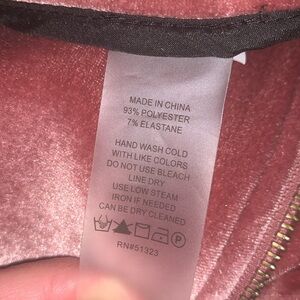 MADE IN CHINA
93% POLYESTER
7% ELASTANE
HAND WASH COLD
WITH LIKE COLORS
DO NOT USE BLEACH
LINE DRY
USE LOW STEAM
IRON IF NEEDED
CAN BE DRY CLEANED
RN#51323